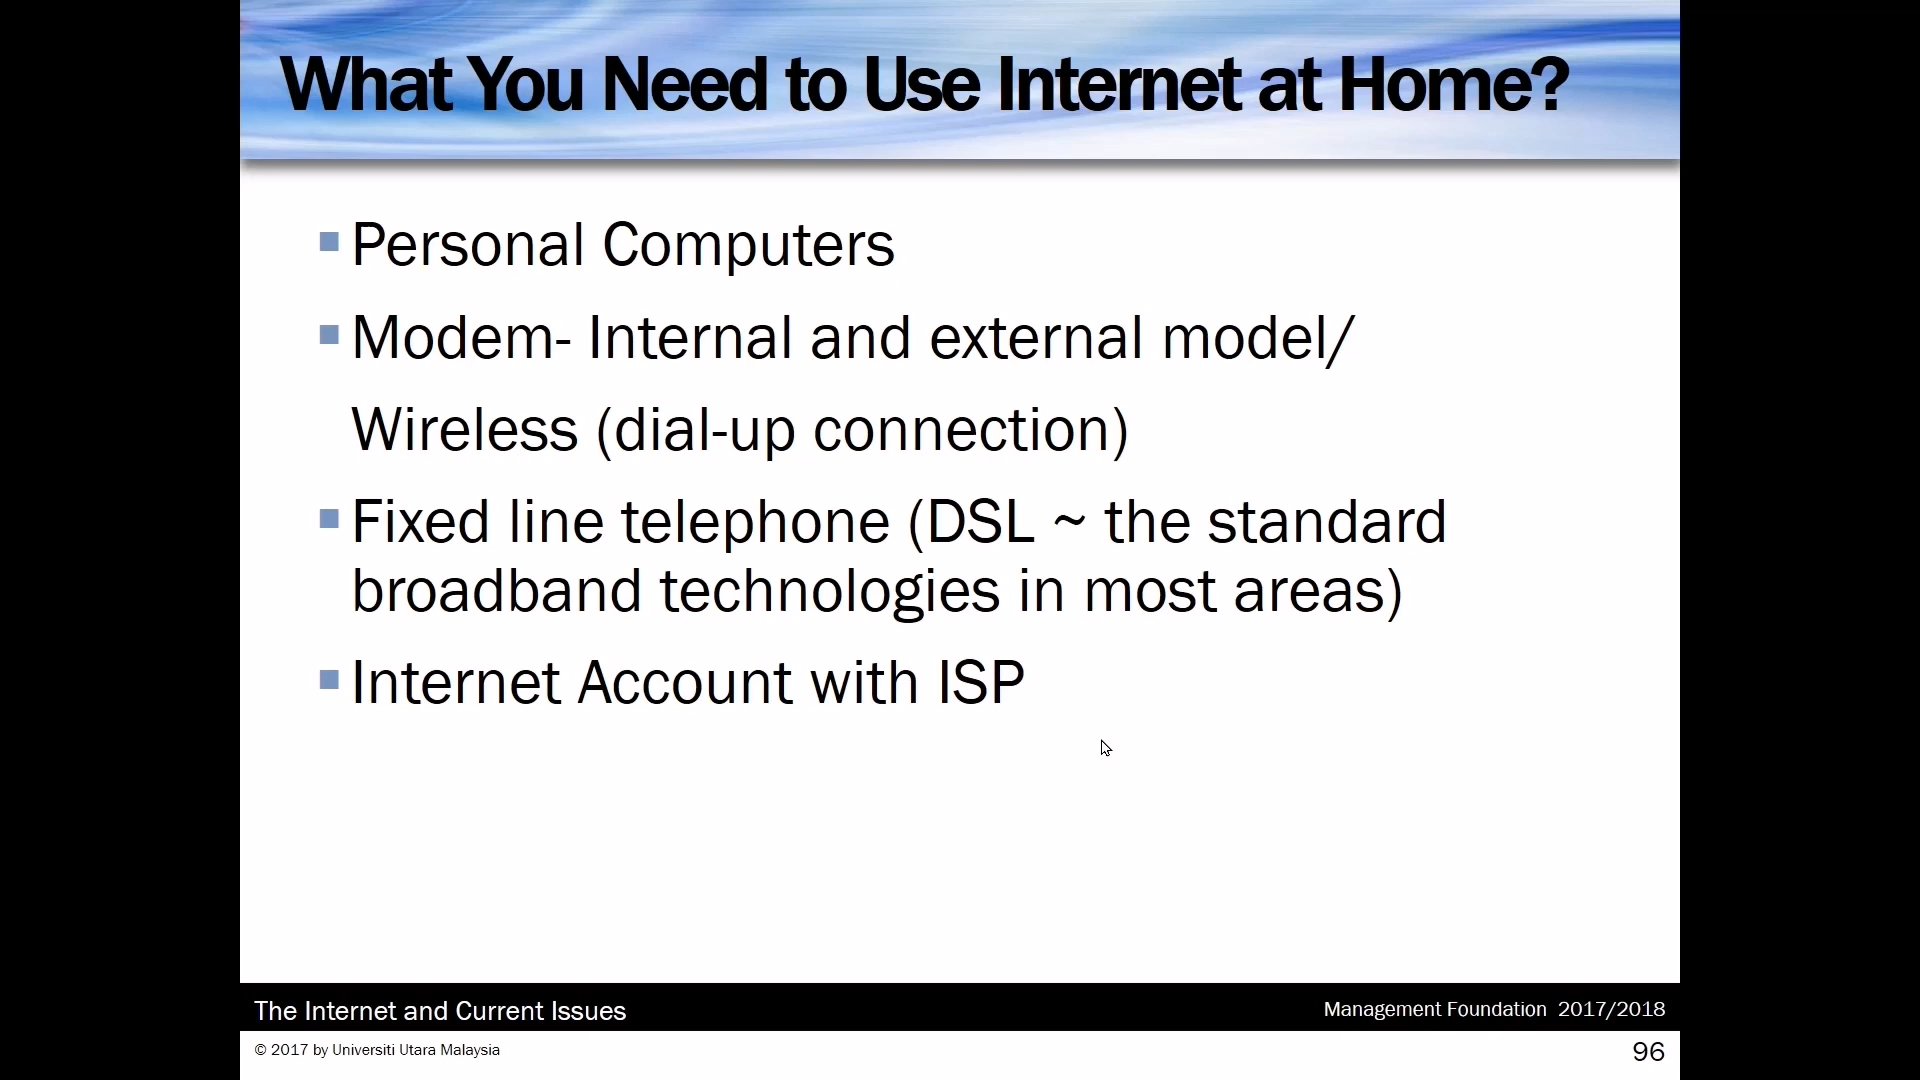 What You Need to Use Internet at Home?
Personal Computers
Modem- Internal and external model/
Wireless (dial-up connection)
Fixed line telephone (DSL ~ the standard
broadband technologies in most areas)
Internet Account with ISP
The Internet and Current Issues
Management Foundation 2017/2018
© 2017 by Universiti Utara Malaysia
96